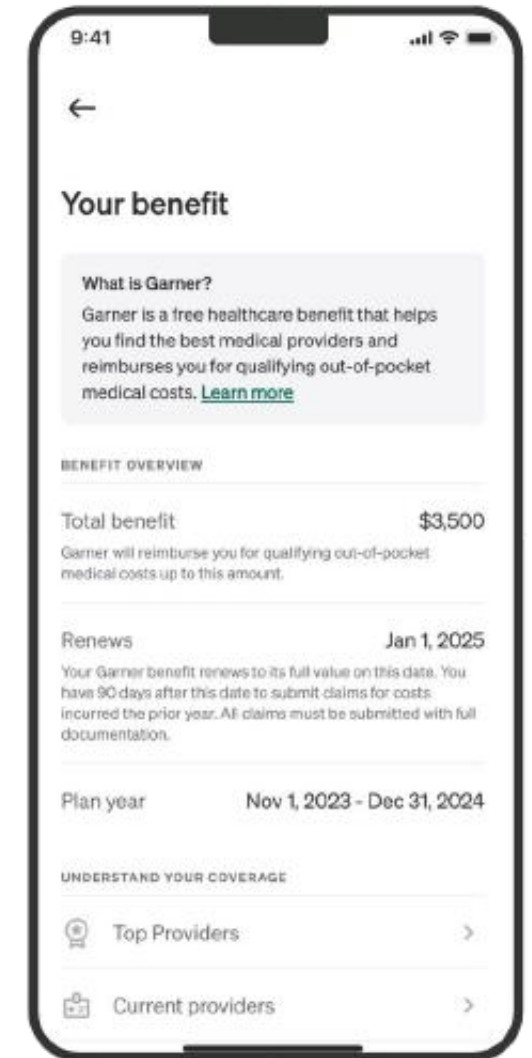 9:41
Your benefit
What is Garner?
Garner is a free healthcare benefit that helps
you find the best medical providers and
reimburses you for qualifying out-of-pocket
medical costs. Learn more
BENEFIT OVERVIEW
Total benefit $3,500
Garner will reimburse you for qualifying out-of-pocket
medical costs up to this amount.
Renews Jan 1, 2025
Your Garner benefit renews to its full value on this date. You
have 90 days after this date to submit claims for costs
incurred the prior year. All claims must be submitted with full
documentation.
Plan year Nov 1, 2023 - Dec 31, 2024
UNDERSTAND YOUR COVERAGE
Top Providers
Current providers